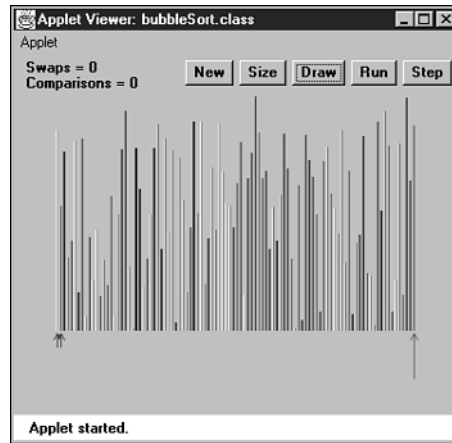 Applet Viewer: bubbleSort.class
Applet
Swaps = 0
Comparisons = 0
New Size Draw Run Step
Applet started.